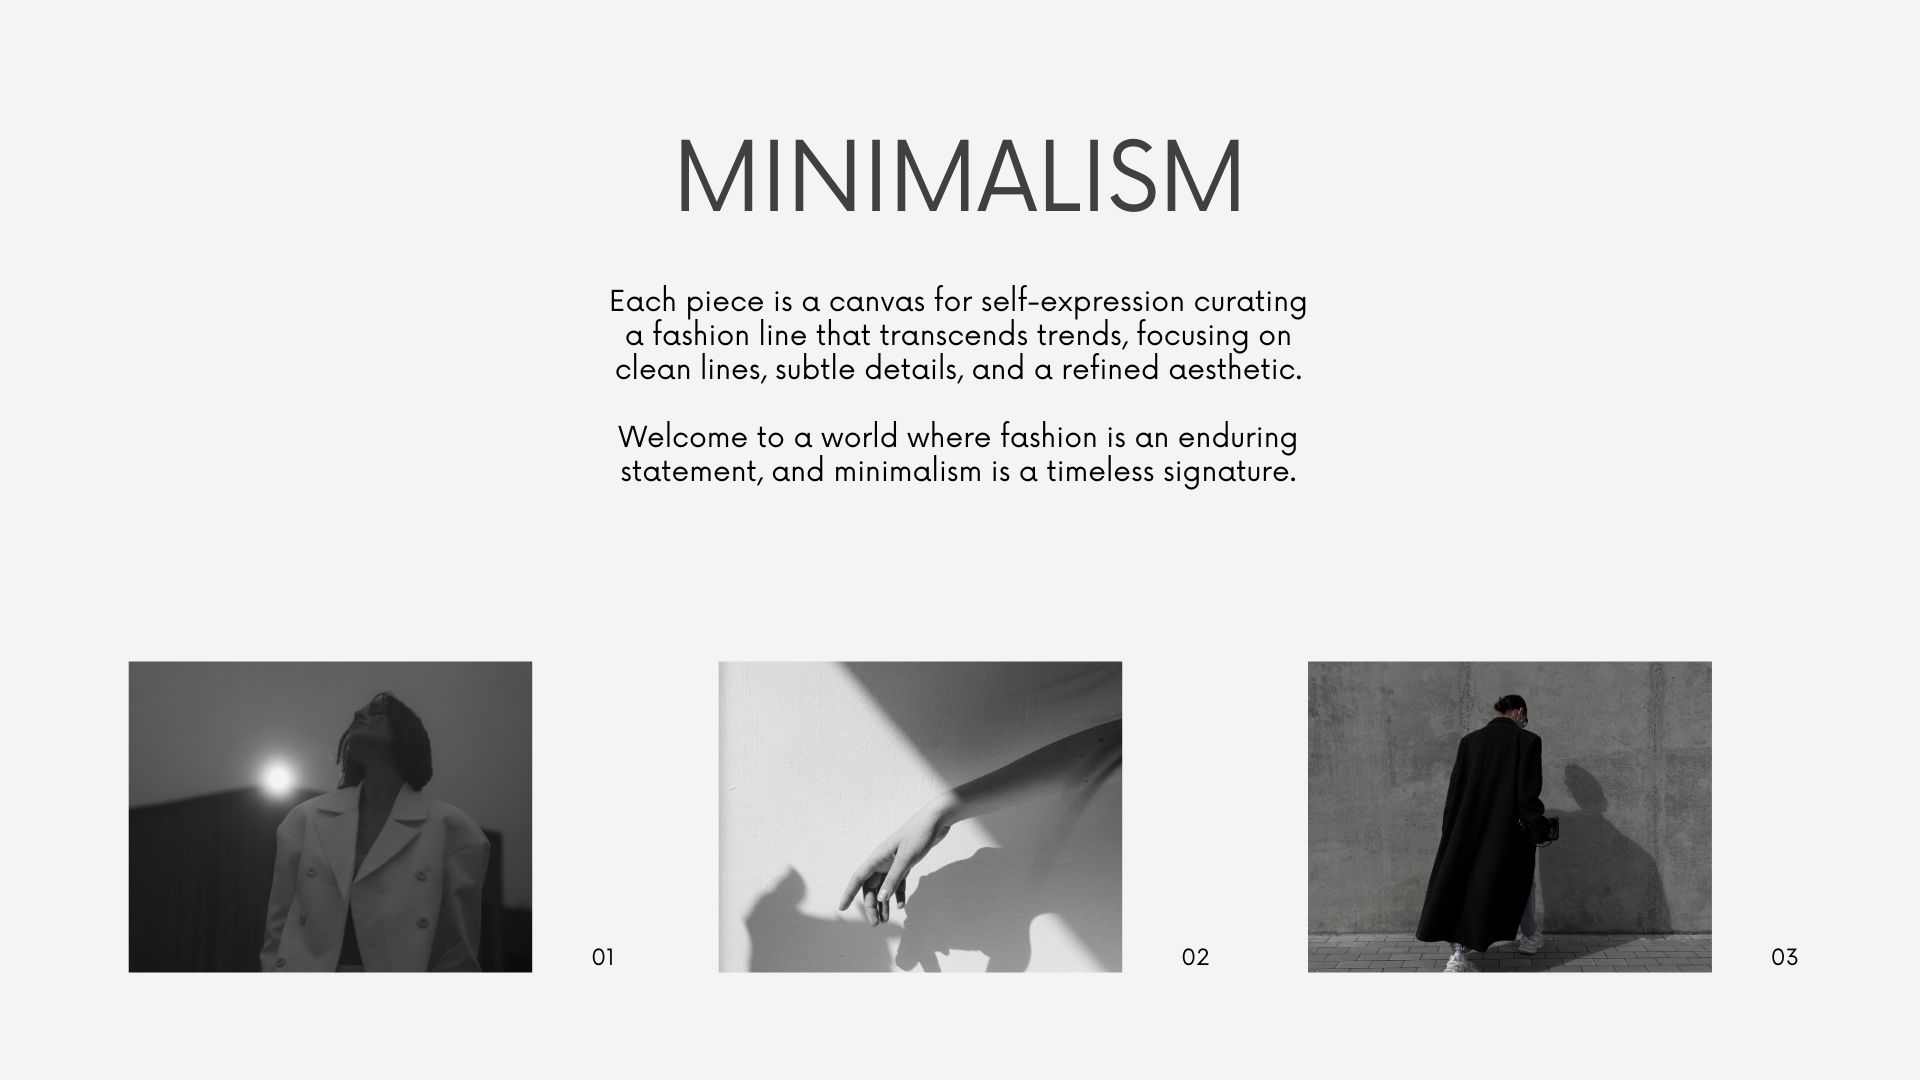 MINIMALISM
Each piece is a canvas for self-expression curating
a fashion line that transcends trends, focusing on
clean lines, subtle details, and a refined aesthetic.
Welcome to a world where fashion is an enduring
statement, and minimalism is a timeless signature.
01
02
03